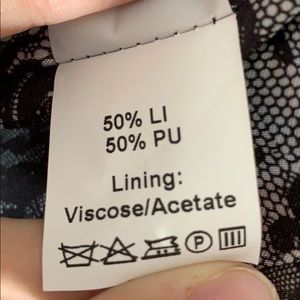 50% LI
50% PU
Lining:
Viscose/Acetate
P